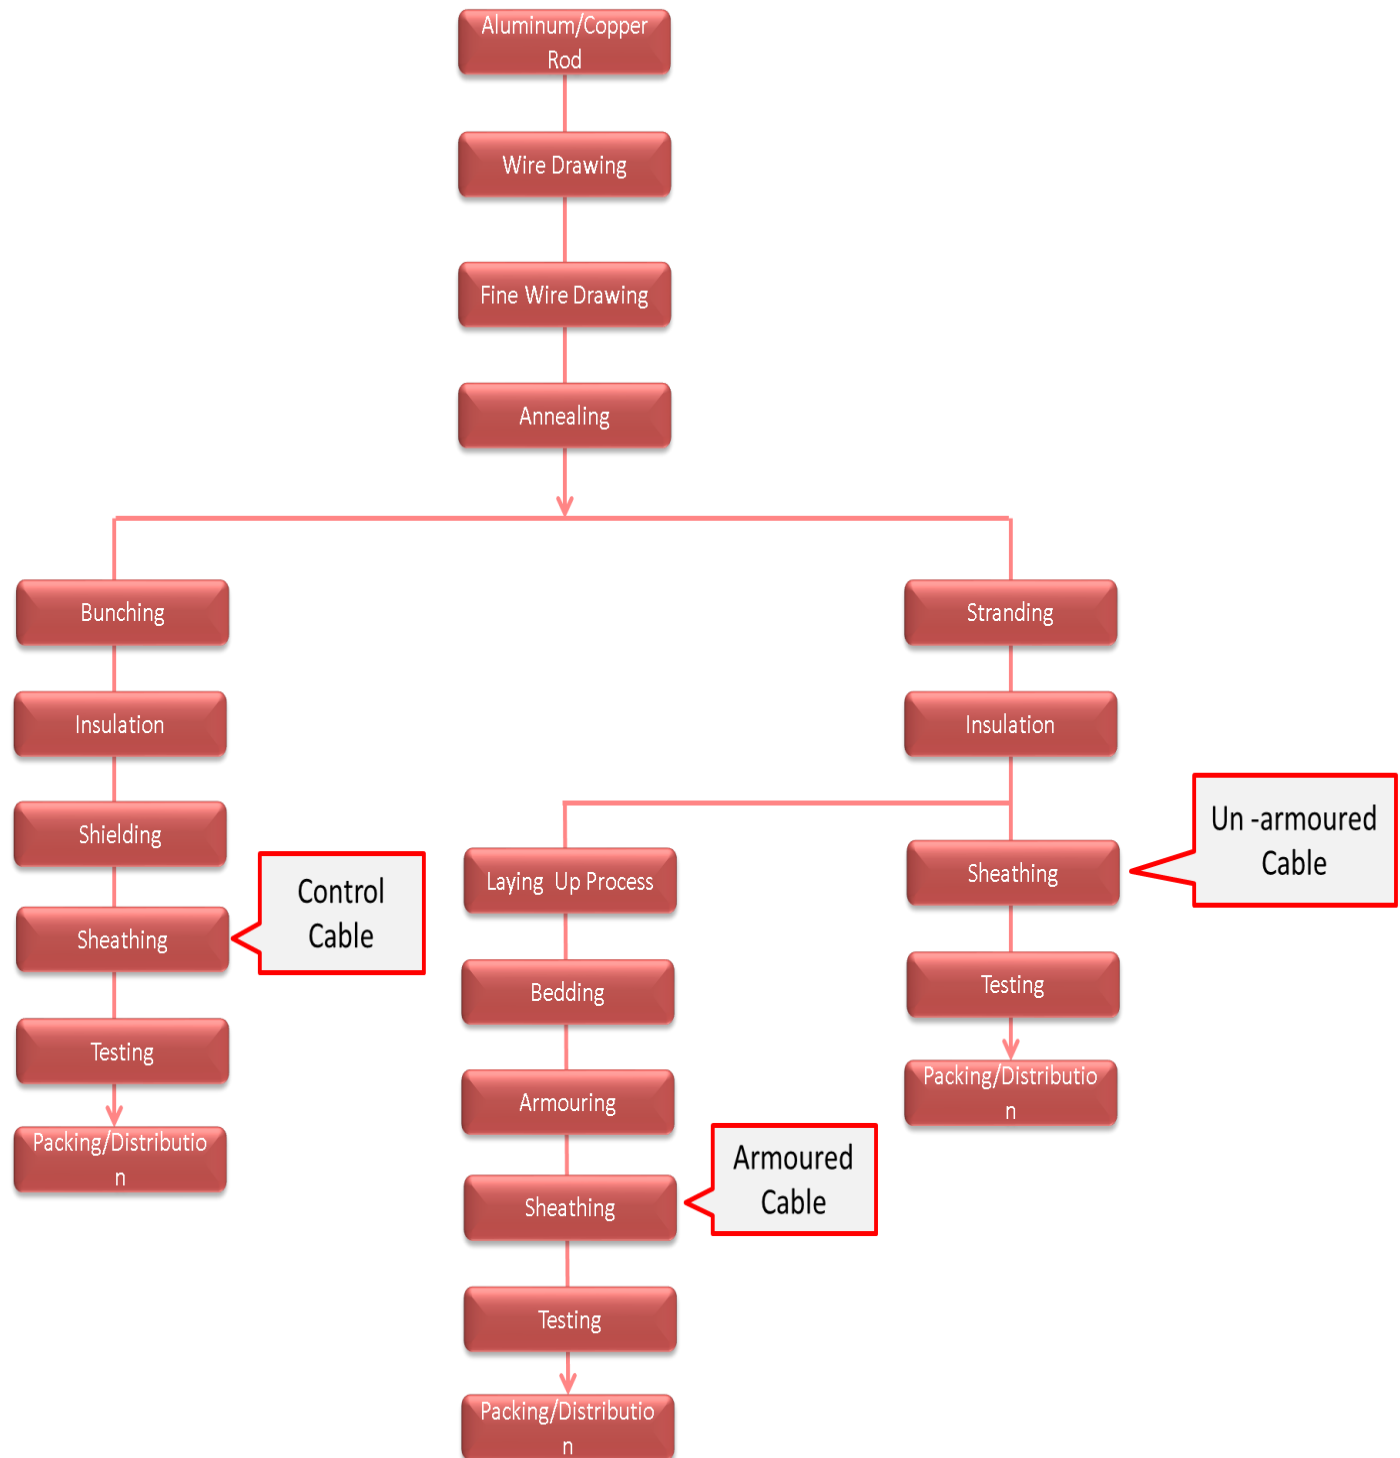 Aluminum/Copper
Rod
Wire Drawing
Fine Wire Drawing
Annealing
Bunching
Insulation
Shielding
Sheathing
Control
Cable
Testing
Packing/Distributio
n
Stranding
Insulation
Laying Up Process
Bedding
Armouring
Sheathing
Armoured
Cable
Testing
Packing/Distributio
n
Sheathing
Un -armoured
Cable
Testing
Packing/Distributio
n